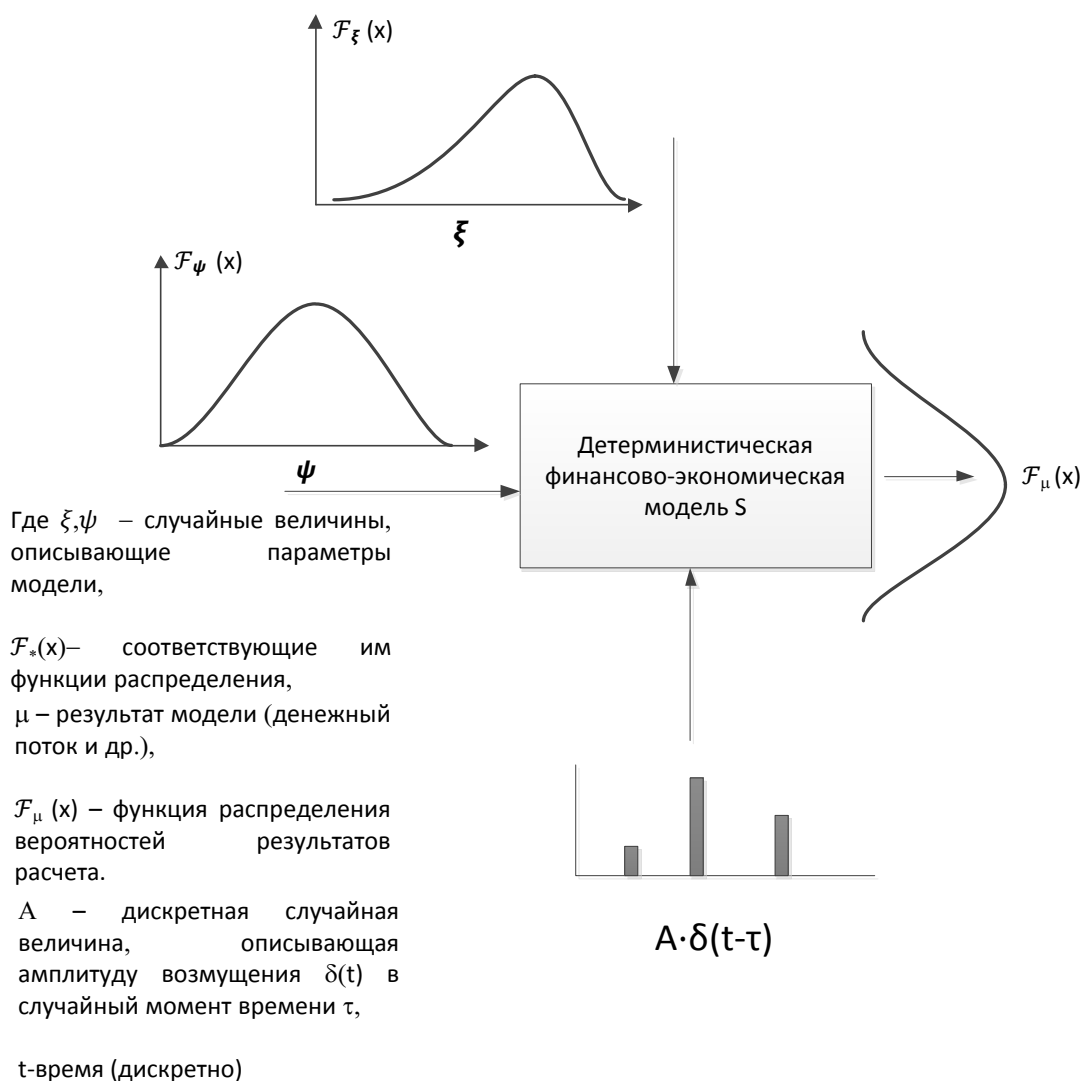 ℱξ (x)
ξ
ℱψ (x)
ψ
Детерминистическая
финансово-экономическая
модель S
ℱμ (x)
Где ξ,ψ – случайные величины,
описывающие параметры
модели,
ℱ*(x)– соответствующие им
функции распределения,
μ – результат модели (денежный
поток и др.),
ℱμ (x) – функция распределения
вероятностей результатов
расчета.
A – дискретная случайная
величина, описывающая
амплитуду возмущения δ(t) в
случайный момент времени τ,
t-время (дискретно)
A·δ(t-τ)